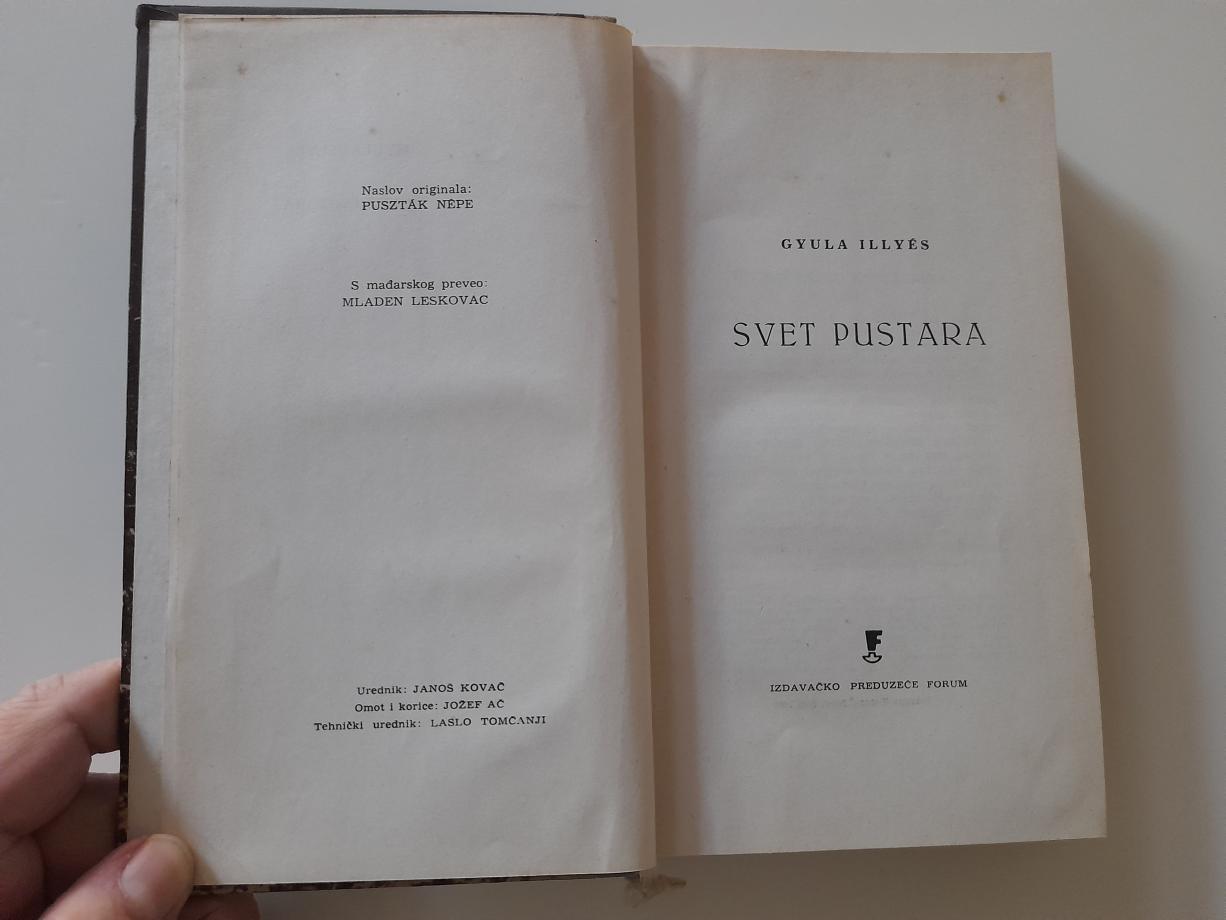 Naslov originala:
PUSZTÁK NÉPE
S mađarskog preveo:
MLADEN LESKOVAC
Urednik: JANOŠ KOVAČ
Omot i korice: JOŽEF AČ
Tehnički urednik: LASLO TOMČANJI
GYULA ILLYÉS
SVET PUSTARA
F
IZDAVAČKO PREDUZEĆE FORUM